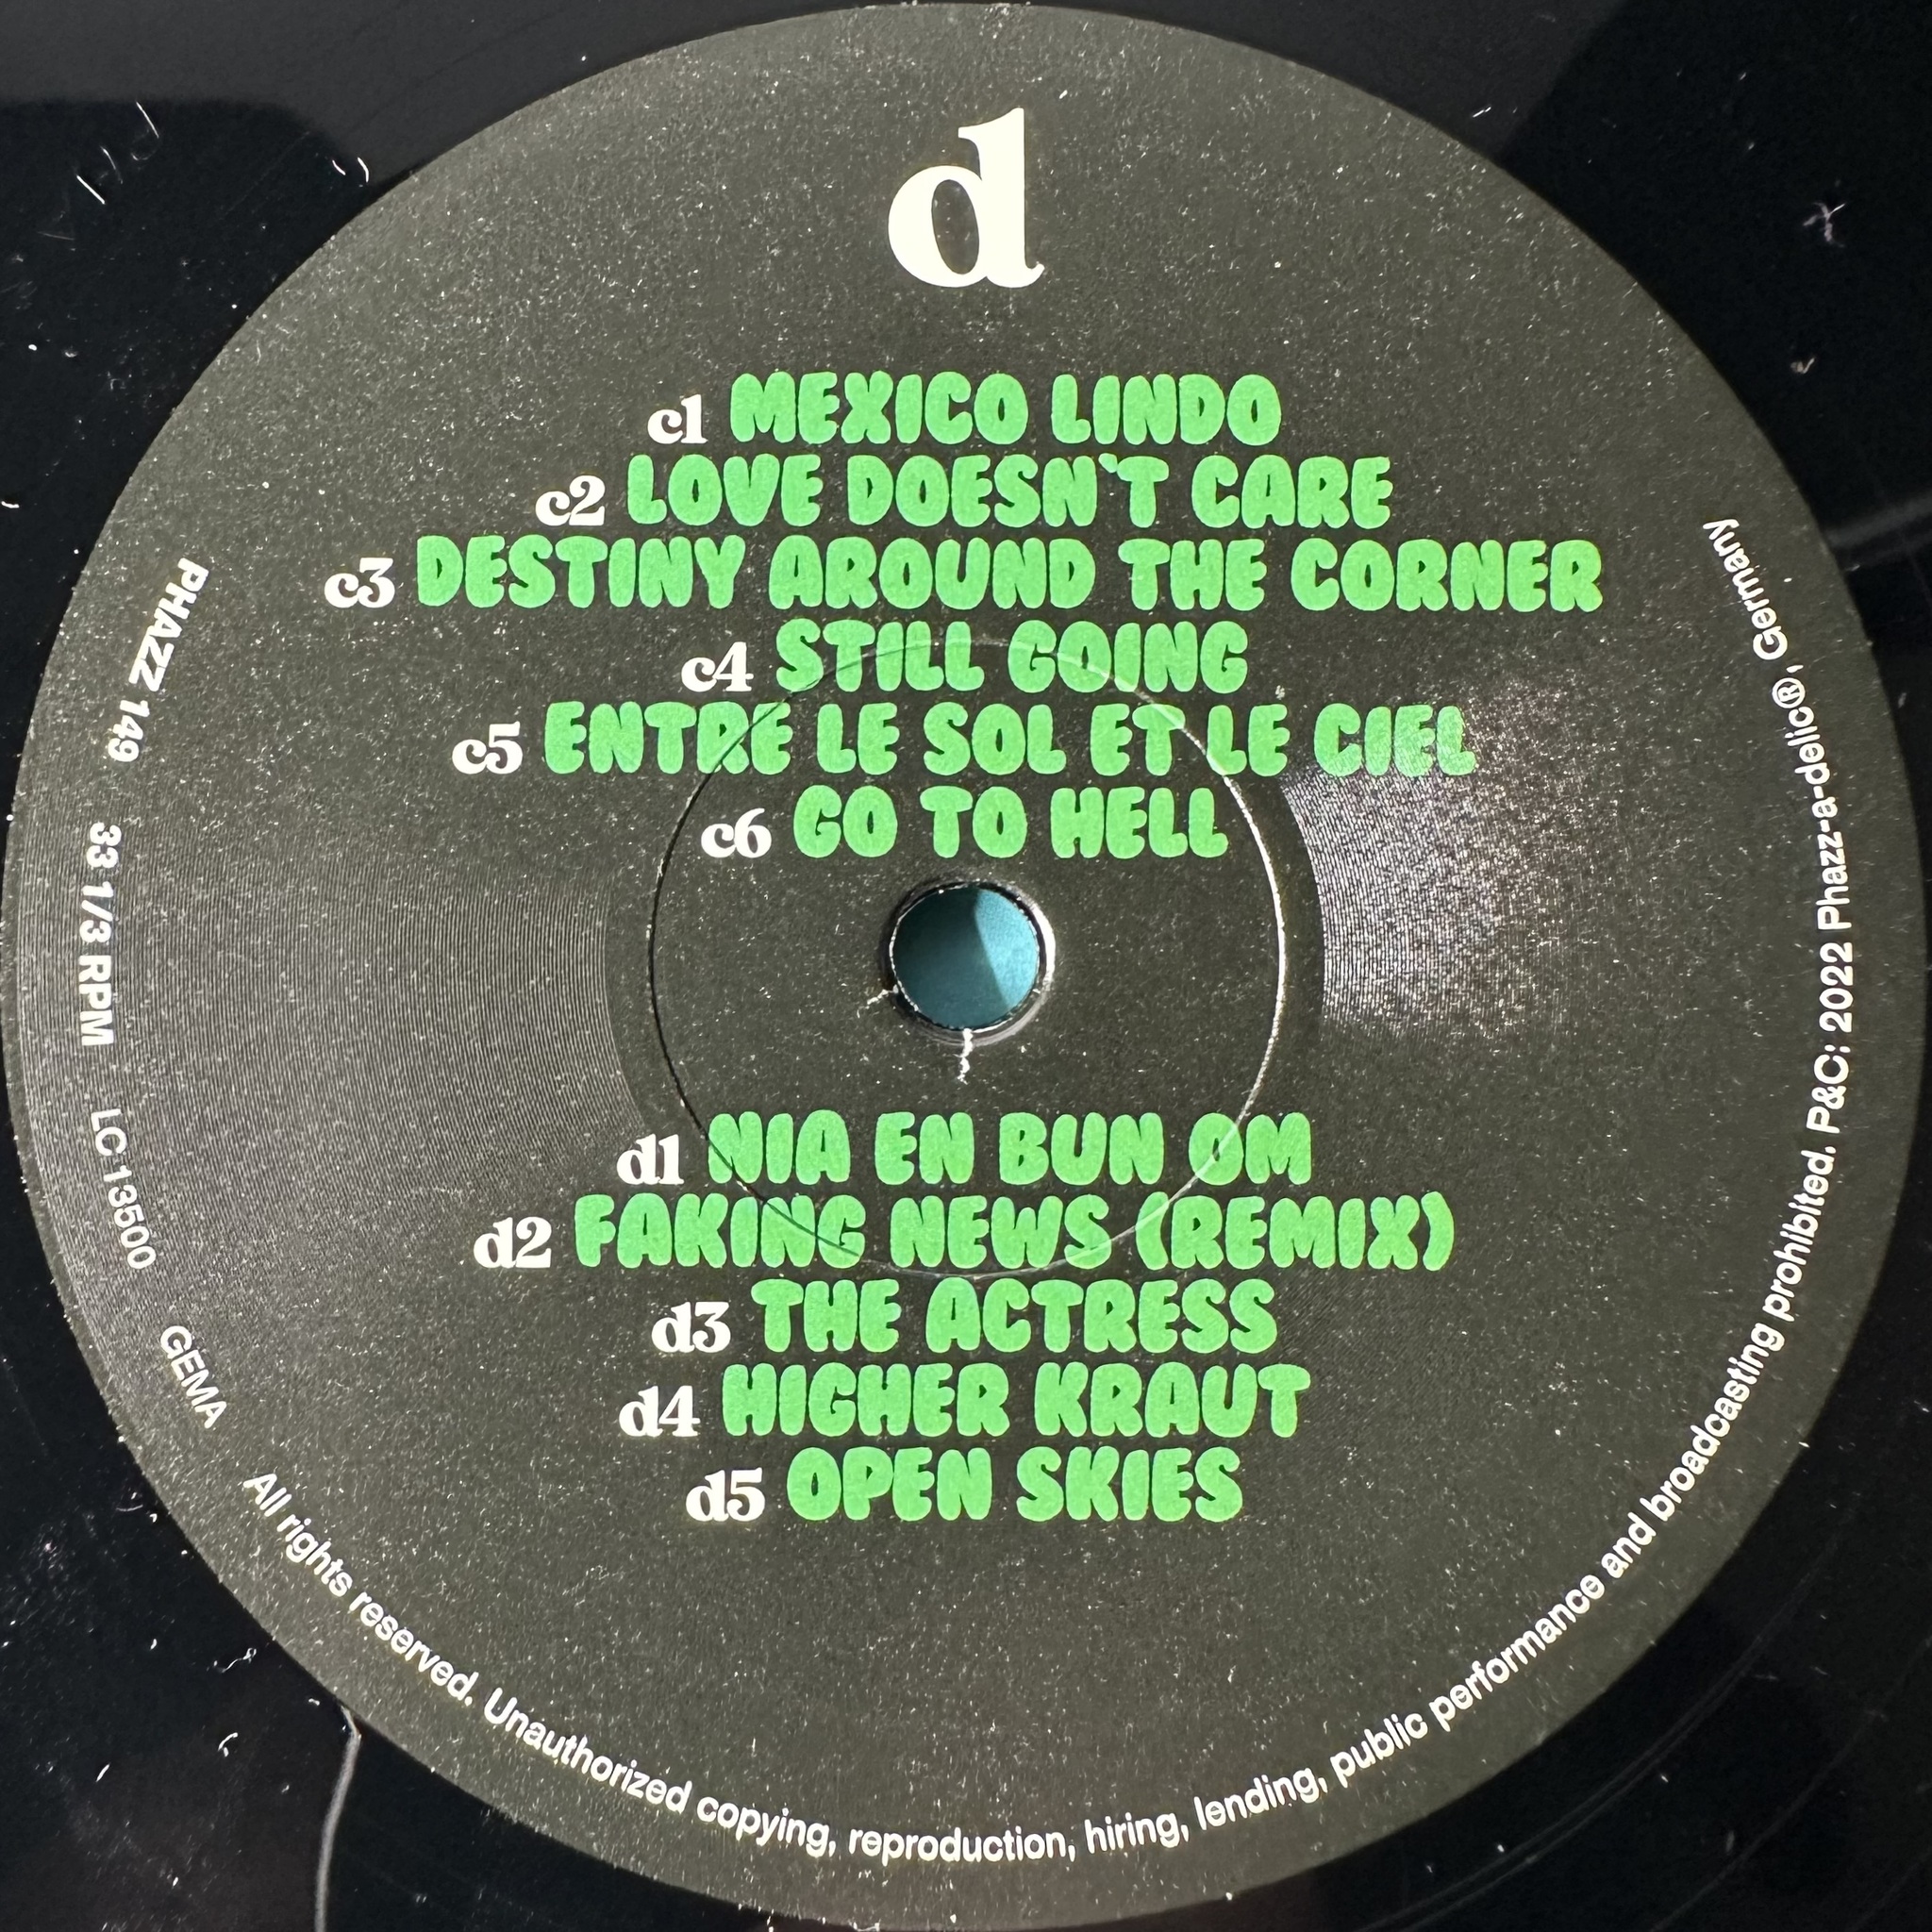 d
c1 MEXICO LINDO
c2 LOVE DOESN'T CARE
c3 DESTINY AROUND THE CORNER
c4 STILL GOING
c5 ENTRE LE SOL ET LE CIEL
c6 GO TO HELL
d1 NIA EN BUN OM
d2 FAKING NEWS (REMIX)
d3 THE ACTRESS
d4 HIGHER KRAUT
d5 OPEN SKIES
PHAZZ 149 33 1/3 RPM LC 13500 GEMA All rights reserved. Unauthorized copying, reproduction, hiring, lending, public performance and broadcasting prohibited. P&C: 2022 Phazz-a-delic®, Germany